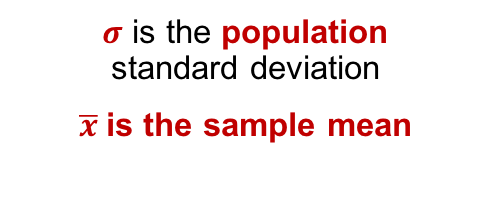 σ is the population
standard deviation
x̅ is the sample mean